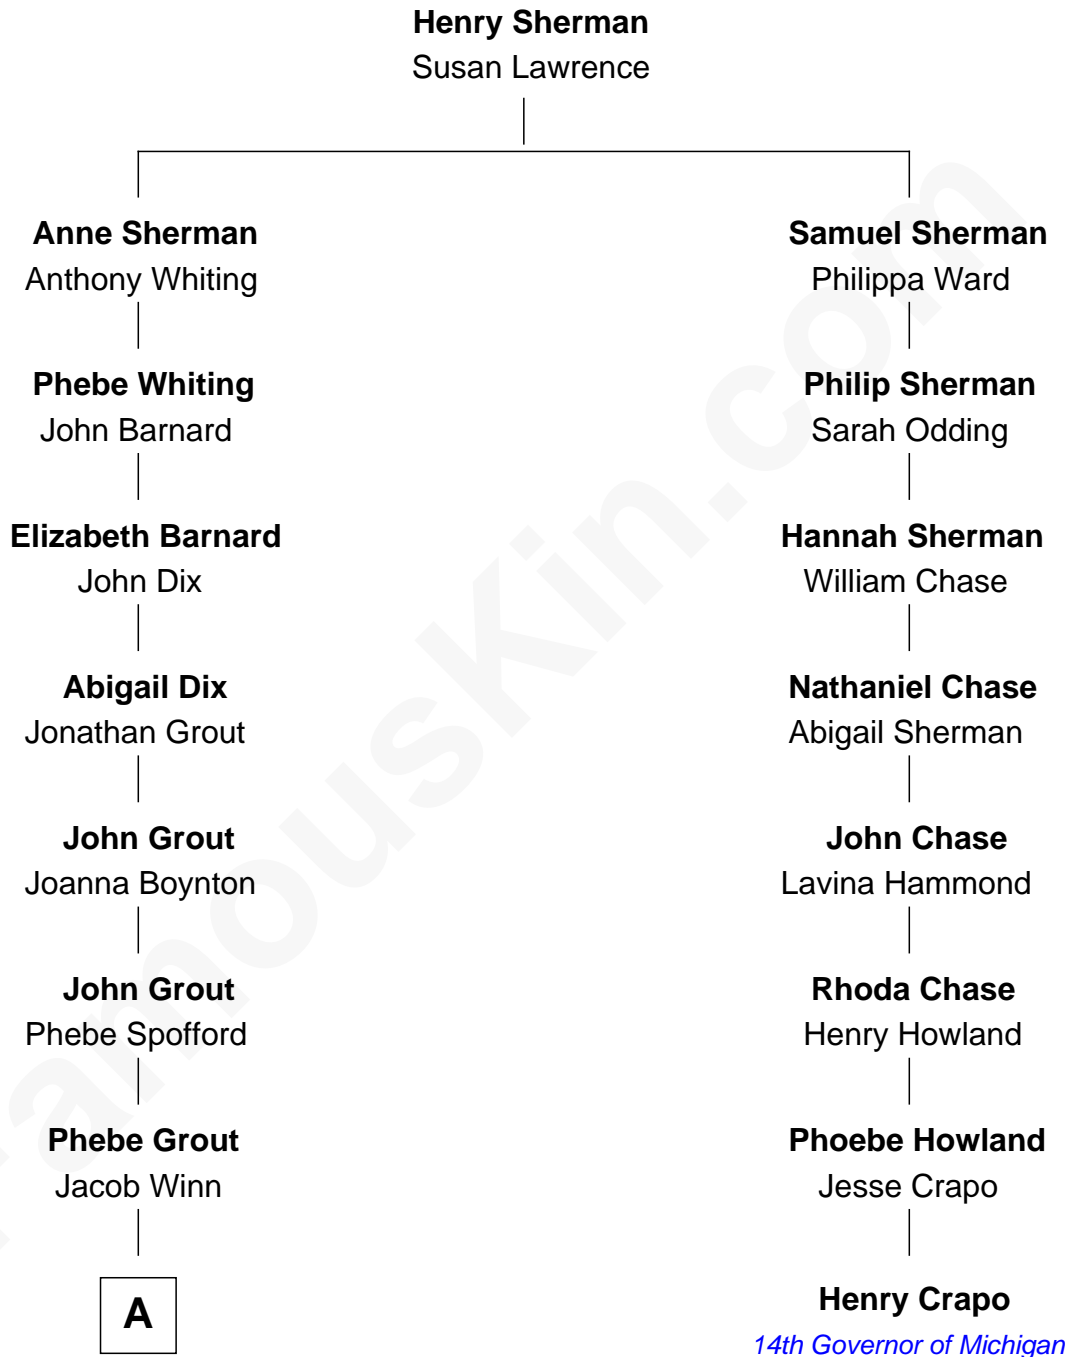 Henry Sherman
Susan Lawrence
Anne Sherman
Anthony Whiting
Samuel Sherman
Philippa Ward
Phebe Whiting
John Barnard
Philip Sherman
Sarah Odding
Elizabeth Barnard
John Dix
Hannah Sherman
William Chase
Abigail Dix
Jonathan Grout
Nathaniel Chase
Abigail Sherman
John Grout
Joanna Boynton
John Chase
Lavina Hammond
John Grout
Phebe Spofford
Rhoda Chase
Henry Howland
Phebe Grout
Jacob Winn
Phoebe Howland
Jesse Crapo
A
Henry Crapo
14th Governor of Michigan
FamousKin.com